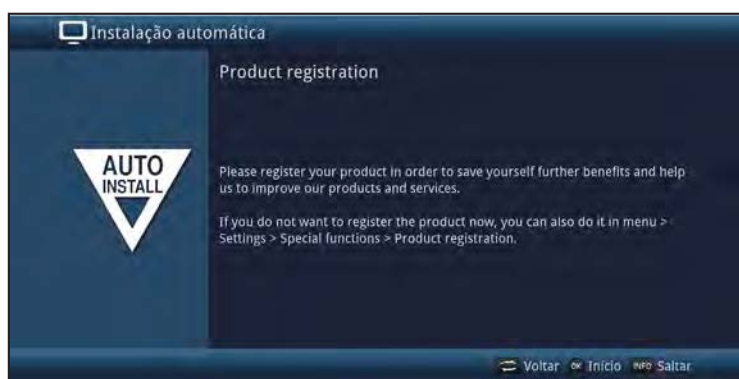 Instalação automática
Product registration
AUTO
INSTALL
Please register your product in order to save yourself further benefits and help
us to improve our products and services.
If you do not want to register the product now, you can also do it in menu >
Settings > Special functions > Product registration.
Voltar OK Início INFO Saltar